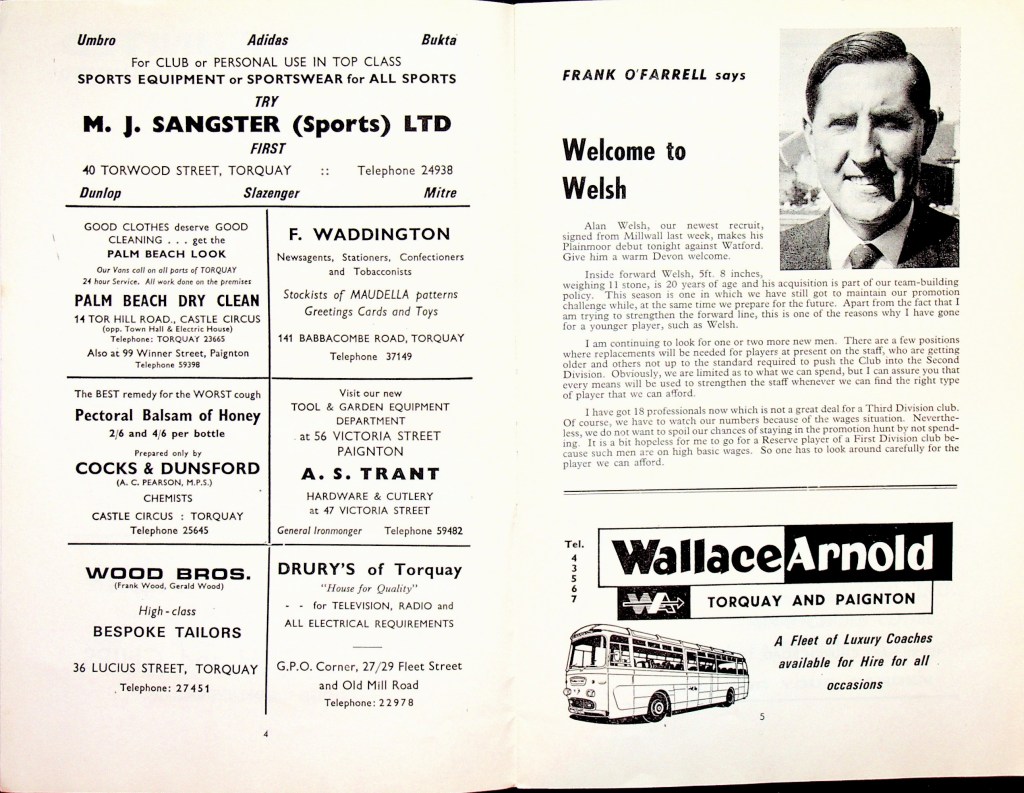 Umbro Adidas Bukta
For CLUB or PERSONAL USE IN TOP CLASS
SPORTS EQUIPMENT or SPORTSWEAR for ALL SPORTS
TRY
M. J. SANGSTER (Sports) LTD
FIRST
40 TORWOOD STREET, TORQUAY :: Telephone 24938
Dunlop Slazenger Mitre
GOOD CLOTHES deserve GOOD
CLEANING . . . get the
PALM BEACH LOOK
Our Vans call on all parts of TORQUAY
24 hour Service. All work done on the premises
PALM BEACH DRY CLEAN
14 TOR HILL ROAD., CASTLE CIRCUS
(opp. Town Hall & Electric House)
Telephone: TORQUAY 23665
Also at 99 Winner Street, Paignton
Telephone 59398
F. WADDINGTON
Newsagents, Stationers, Confectioners
and Tobacconists
Stockists of MAUDELLA patterns
Greetings Cards and Toys
141 BABBACOMBE ROAD, TORQUAY
Telephone 37149
The BEST remedy for the WORST cough
Pectoral Balsam of Honey
2/6 and 4/6 per bottle
Prepared only by
COCKS & DUNSFORD
(A. C. PEARSON, M.P.S.)
CHEMISTS
CASTLE CIRCUS : TORQUAY
Telephone 25645
Visit our new
TOOL & GARDEN EQUIPMENT
DEPARTMENT
at 56 VICTORIA STREET
PAIGNTON
A. S. TRANT
HARDWARE & CUTLERY
at 47 VICTORIA STREET
General Ironmonger Telephone 59482
WOOD BROS.
(Frank Wood, Gerald Wood)
High-class
BESPOKE TAILORS
36 LUCIUS STREET, TORQUAY
Telephone: 27451
DRURY'S of Torquay
"House for Quality"
- - for TELEVISION, RADIO and
ALL ELECTRICAL REQUIREMENTS
G.P.O. Corner, 27/29 Fleet Street
and Old Mill Road
Telephone: 22978
4
FRANK O'FARRELL says
Welcome to
Welsh
Alan Welsh, our newest recruit,
signed from Millwall last week, makes his
Plainmoor debut tonight against Watford.
Give him a warm Devon welcome.
Inside forward Welsh, 5ft. 8 inches,
weighing 11 stone, is 20 years of age and his acquisition is part of our team-building
policy. This season is one in which we have still got to maintain our promotion
challenge while, at the same time we prepare for the future. Apart from the fact that I
am trying to strengthen the forward line, this is one of the reasons why I have gone
for a younger player, such as Welsh.
I am continuing to look for one or two more new men. There are a few positions
where replacements will be needed for players at present on the staff, who are getting
older and others not up to the standard required to push the Club into the Second
Division. Obviously, we are limited as to what we can spend, but I can assure you that
every means will be used to strengthen the staff whenever we can find the right type
of player that we can afford.
I have got 18 professionals now which is not a great deal for a Third Division club.
Of course, we have to watch our numbers because of the wages situation. Neverthe-
less, we do not want to spoil our chances of staying in the promotion hunt by not spend-
ing. It is a bit hopeless for me to go for a Reserve player of a First Division club be-
cause such men are on high basic wages. So one has to look around carefully for the
player we can afford.
Tel.
4
3
5
6
7
Wallace Arnold
WA
TORQUAY AND PAIGNTON
A Fleet of Luxury Coaches
available for Hire for all
occasions
5